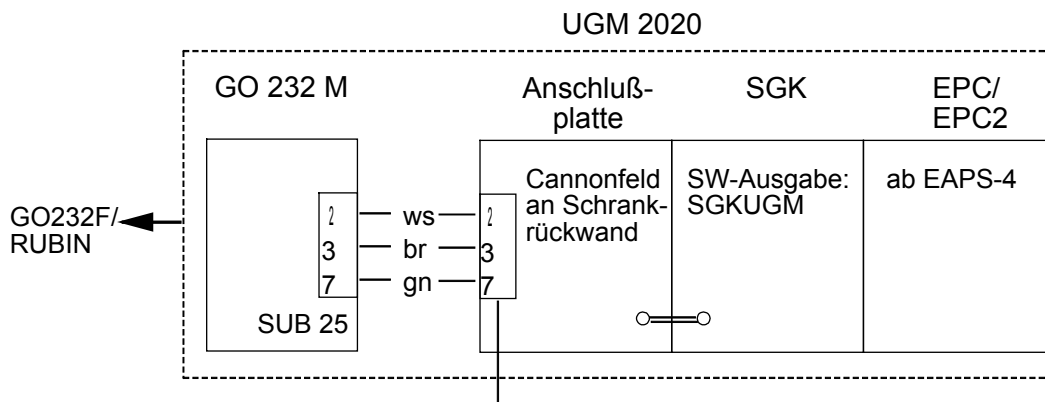 UGM 2020
GO 232 M
Anschluß-
platte
SGK
EPC/
EPC2
Cannonfeld
an Schrank-
rückwand
SW-Ausgabe:
SGKUGM
ab EAPS-4
GO232F/
RUBIN
2 ws 2
3 br 3
7 gn 7
SUB 25